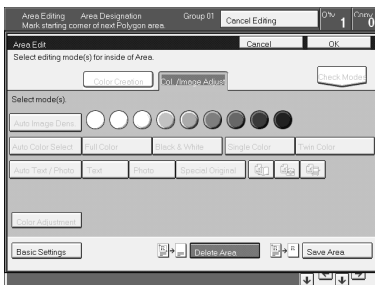 Area Editing Area Designation Group 01 Cancel Editing Q'ty 1 Copy 0
Mark starting corner of next Polygon area.
Area Edit Cancel OK
Select editing mode(s) for inside of Area.
Color Creation Col. /Image Adjust Check Modes
Select mode(s).
Auto Image Dens.
Auto Color Select Full Color Black & White Single Color Twin Color
Auto Text / Photo Text Photo Special Original
Color Adjustment
Basic Settings Delete Area Save Area